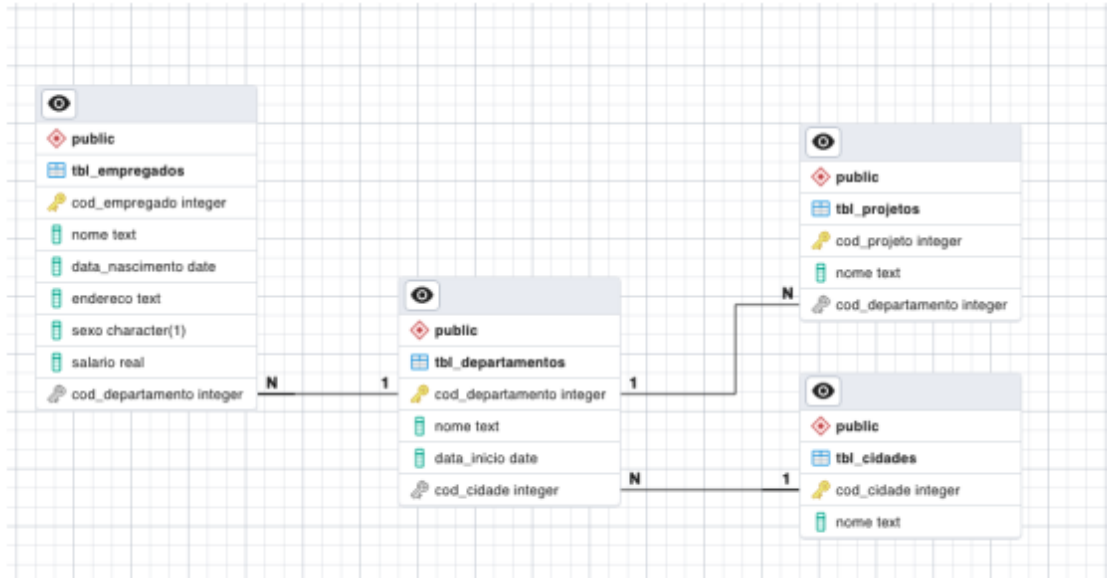 public
tbl_empregados
cod_empregado integer
nome text
data_nascimento date
endereco text
sexo character(1)
salario real
cod_departamento integer
N
1
public
tbl_departamentos
cod_departamento integer
nome text
data_inicio date
cod_cidade integer
1
N
N
1
public
tbl_projetos
cod_projeto integer
nome text
cod_departamento integer
public
tbl_cidades
cod_cidade integer
nome text